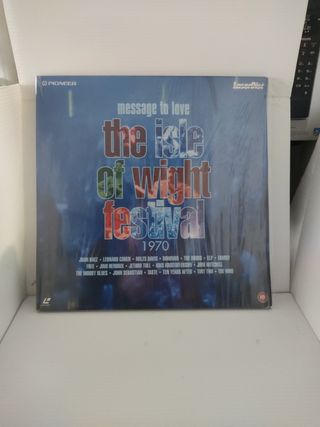 PIONEER LaserDisc
message to love
the isle
of wight
festival
1970
JOAN BAEZ • LEONARD COHEN • MILES DAVIS • DONOVAN • THE DOORS • ELP • FAMILY
FREE • JIMI HENDRIX • JETHRO TULL • KRIS KRISTOFFERSON • JONI MITCHELL
THE MOODY BLUES • JOHN SEBASTIAN • TASTE • TEN YEARS AFTER • TINY TIM • THE WHO